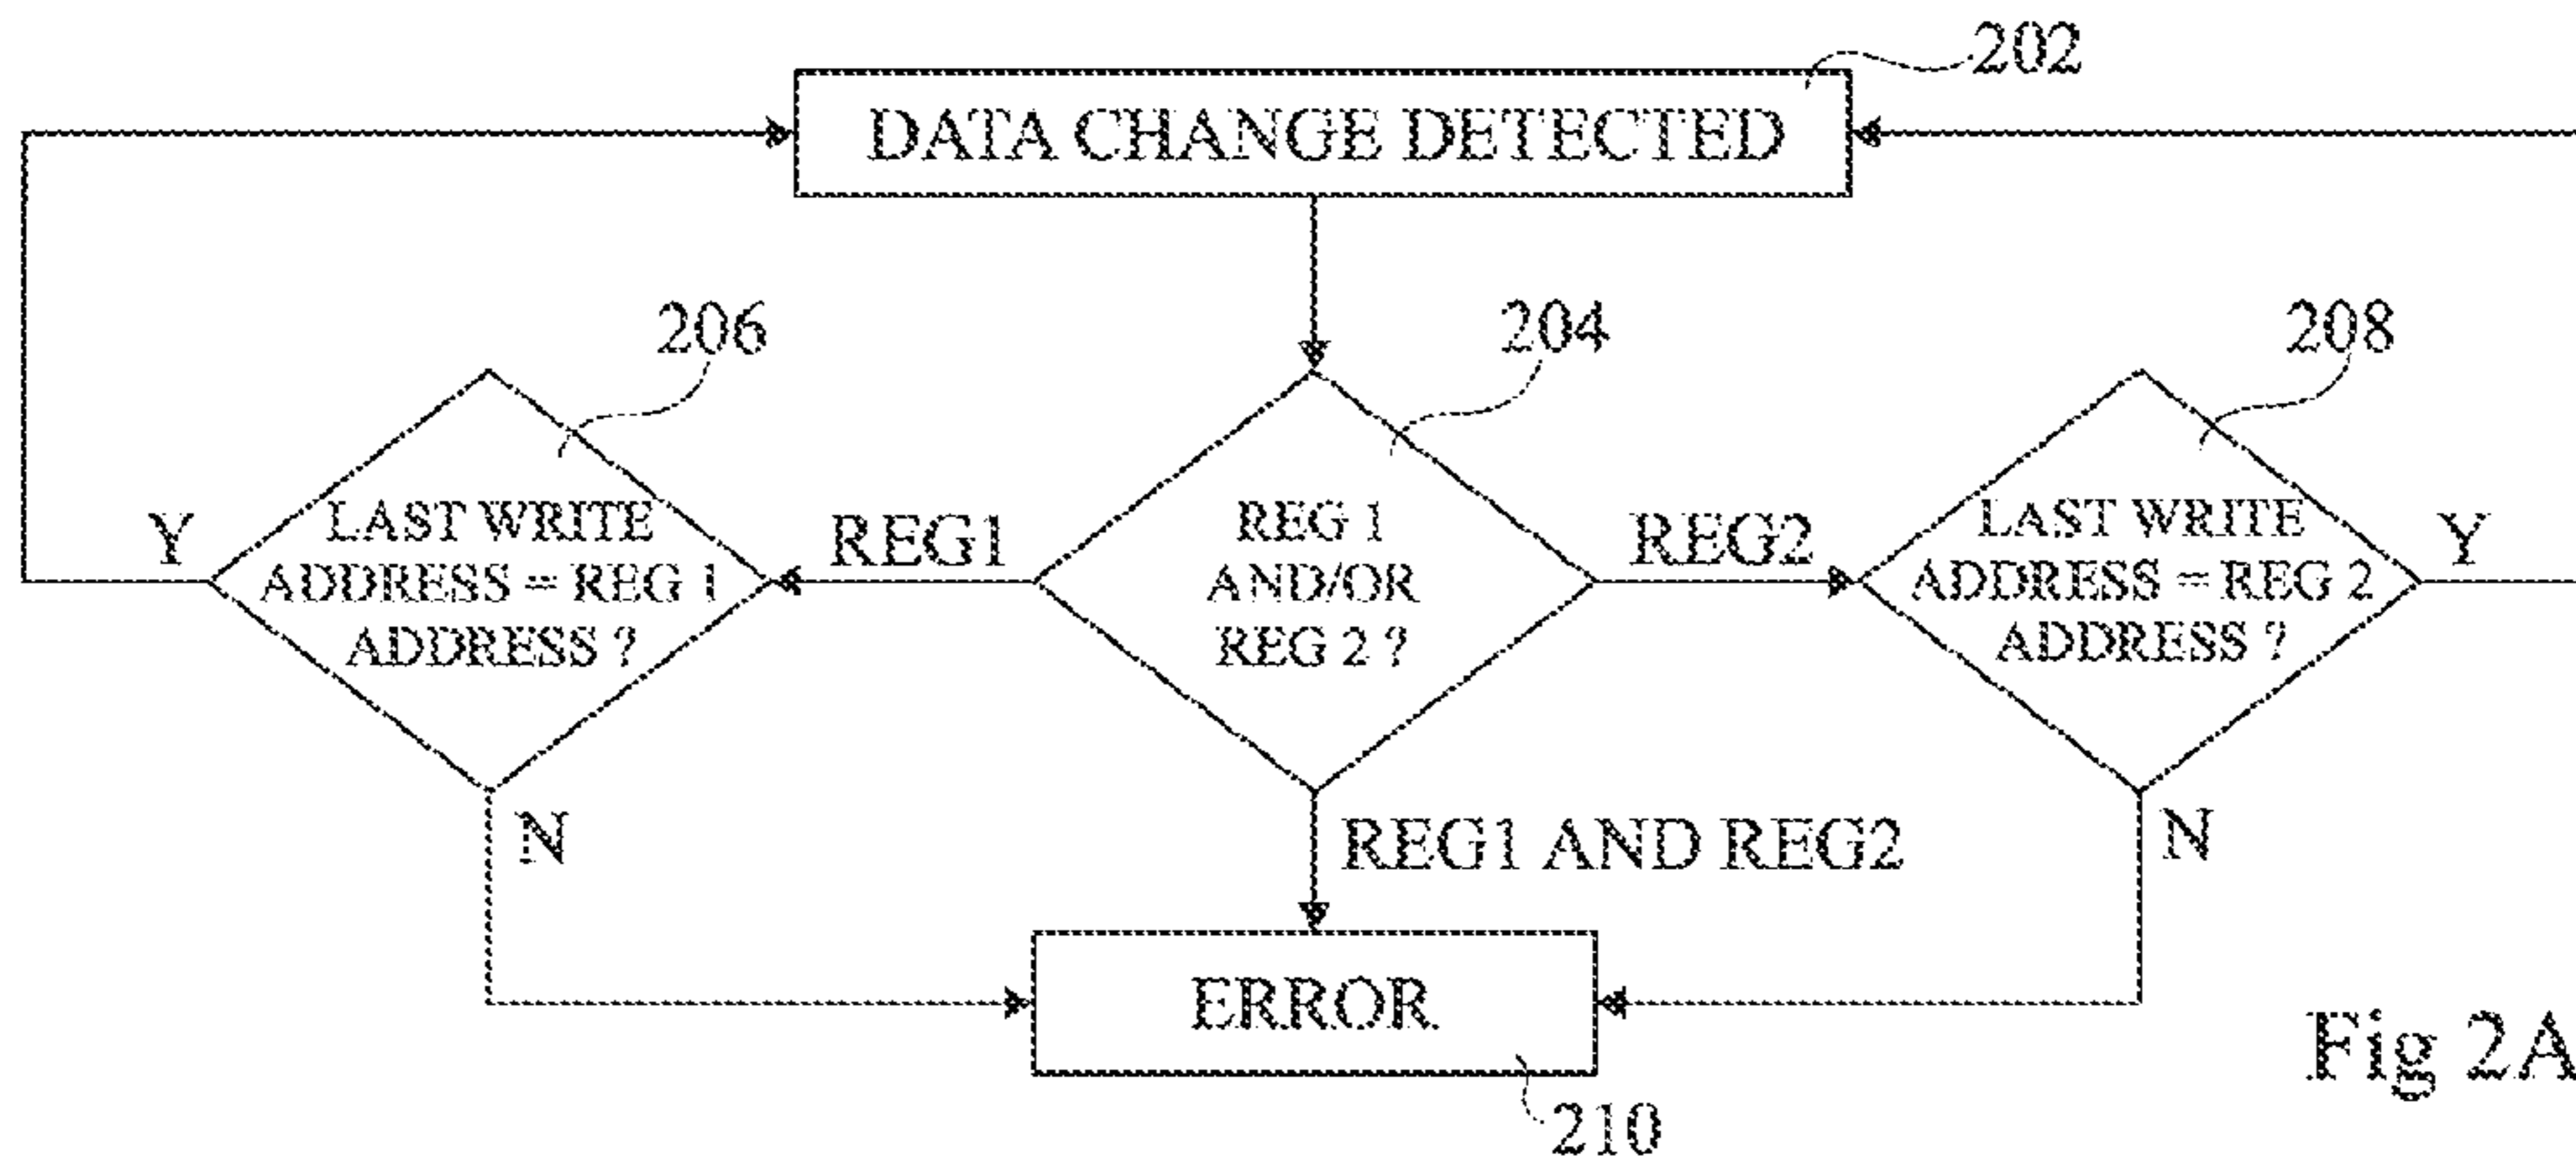 202
DATA CHANGE DETECTED
206
204
208
Y
LAST WRITE
ADDRESS = REG 1
ADDRESS ?
REG1
REG 1
AND/OR
REG 2 ?
REG2
LAST WRITE
ADDRESS = REG 2
ADDRESS ?
Y
N
REG1 AND REG2
N
ERROR
210
Fig 2A